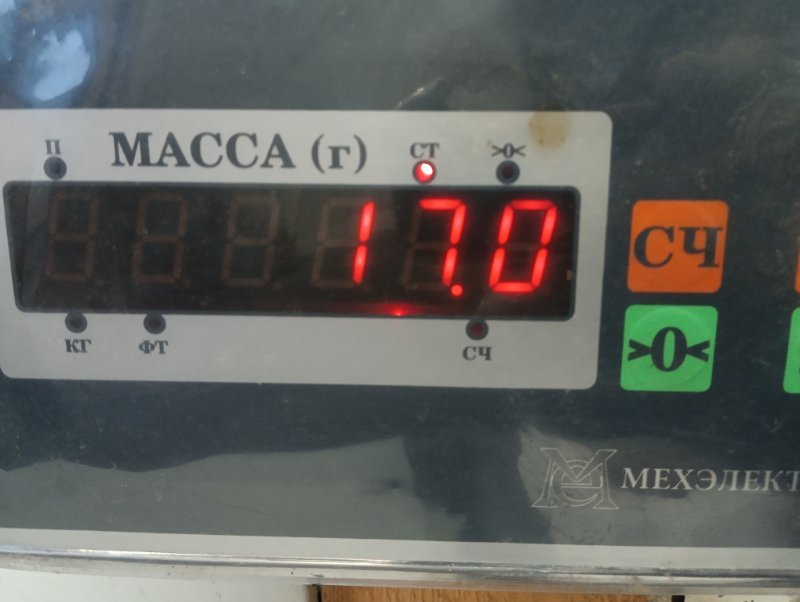 П МАССА (г) СТ >0<
17.0
КГ ФТ СЧ
СЧ
>0<
МЕХЭЛЕКТ